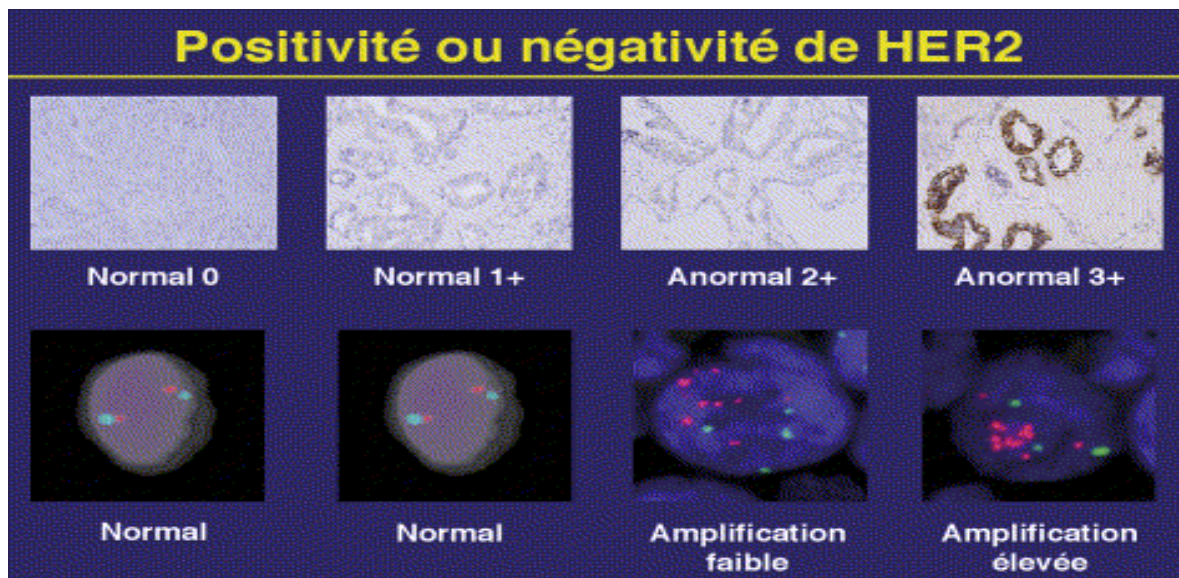 Positivité ou négativité de HER2
Normal 0
Normal 1+
Anormal 2+
Anormal 3+
Normal
Normal
Amplification
faible
Amplification
élevée